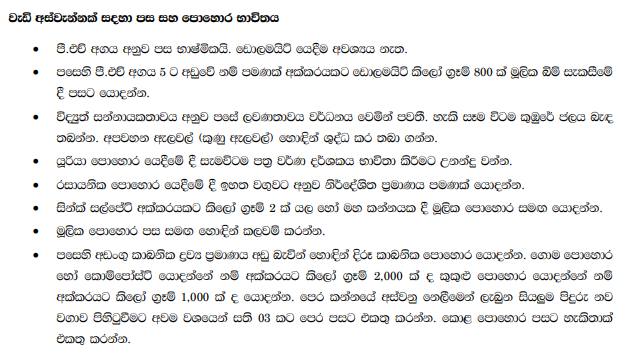 වැඩි අස්වැන්නක් සදහා පස සහ පොහොර භාවිතය
• පී.එච් අගය අනුව පස භාෂ්මිකයි. ඩොලමයිට් යෙදීම අවශ්‍යය නැත.
• පසෙහි පී.එච් අගය 5 ට අඩුවේ නම් පමණක් අක්කරයකට ඩොලමයිට් කිලෝ ග්‍රෑම් 800 ක් මූලික බිම් සැකසීමේ
දී පසට යොදන්න.
• විද්‍යුත් සන්නායකතාවය අනුව පසේ ලවණතාවය වර්ධනය වෙමින් පවතී. හැකි සෑම විටම කුඹුරේ ජලය බැඳ
තබන්න. අපවහන ඇලවල් (කුණු ඇලවල්) හොඳින් ශුද්ධ කර තබා ගන්න.
• යූරියා පොහොර යෙදීමේ දී සැමවිටම පත්‍ර වර්ණ දර්ශකය භාවිතා කිරීමට උනන්දු වන්න.
• රසායනික පොහොර යෙදීමේ දී ඉහත වගුවට අනුව නිර්දේශිත ප්‍රමාණය පමණක් යොදන්න.
• සින්ක් සල්පේට් අක්කරයකට කිලෝ ග්‍රෑම් 2 ක් යල හෝ මහ කන්නයක දී මූලික පොහොර සමඟ යොදන්න.
• මූලික පොහොර පස සමඟ හොඳින් කලවම් කරන්න.
• පසෙහි අඩංගු කාබනික ද්‍රව්‍ය ප්‍රමාණය අඩු බැවින් හොඳින් දිරූ කාබනික පොහොර යොදන්න. ගොම පොහොර
හෝ කොම්පෝස්ට් යොදන්නේ නම් අක්කරයට කිලෝ ග්‍රෑම් 2,000 ක් ද කුකුළු පොහොර යොදන්නේ නම්
අක්කරයට කිලෝ ග්‍රෑම් 1,000 ක් ද යොදන්න. පෙර කන්නයේ අස්වනු නෙලීමෙන් ලැබුන සියලුම පිදුරු නව
වගාව පිහිටුවීමට අවම වශයෙන් සති 03 කට පෙර පසට එකතු කරන්න. කොළ පොහොර පසට හැකිතාක්
එකතු කරන්න.